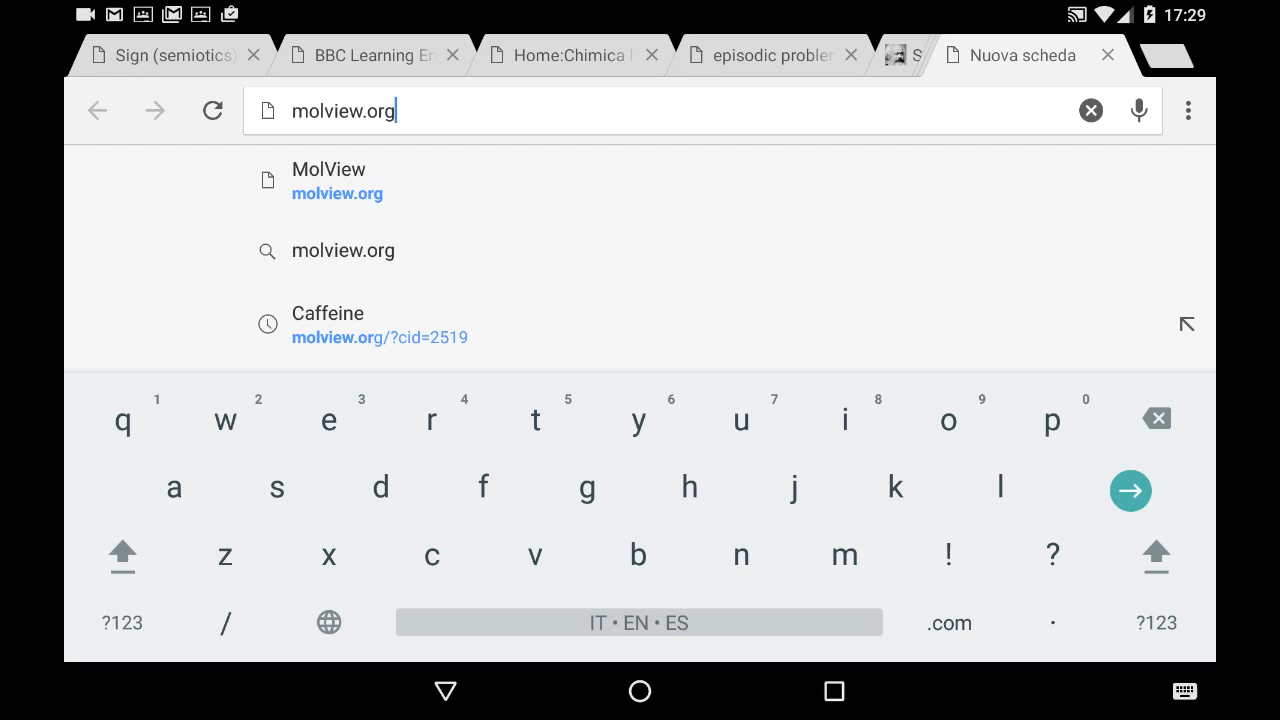 17:29
Sign (semiotics)
BBC Learning En
Home:Chimica
episodic probler
S
Nuova scheda
molview.org
MolView
molview.org
molview.org
Caffeine
molview.org/?cid=2519
1 2 3 4 5 6 7 8 9 0
q w e r t y u i o p
a s d f g h j k l
z x c v b n m ! ?
?123 / IT • EN • ES .com · ?123